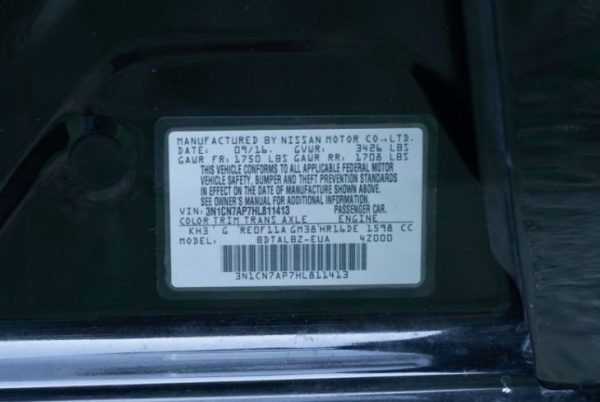 MANUFACTURED BY NISSAN MOTOR CO.,LTD.
DATE: 09/16. GVWR: 3426 LBS
GAWR FR: 1750 LBS GAWR RR: 1708 LBS
THIS VEHICLE CONFORMS TO ALL APPLICABLE FEDERAL MOTOR
VEHICLE SAFETY, BUMPER AND THEFT PREVENTION STANDARDS
IN EFFECT ON THE DATE OF MANUFACTURE SHOWN ABOVE.
SEE OWNER'S MANUAL FOR ADDITIONAL INFORMATION
VIN: 3N1CN7AP7HL811413 PASSENGER CAR.
COLOR TRIM TRANS AXLE ENGINE
KH3 G RE0F11A GM38 HR16DE 1598 CC
MODEL: BDTALBZ-EUA 42000
3N1CN7AP7HL811413